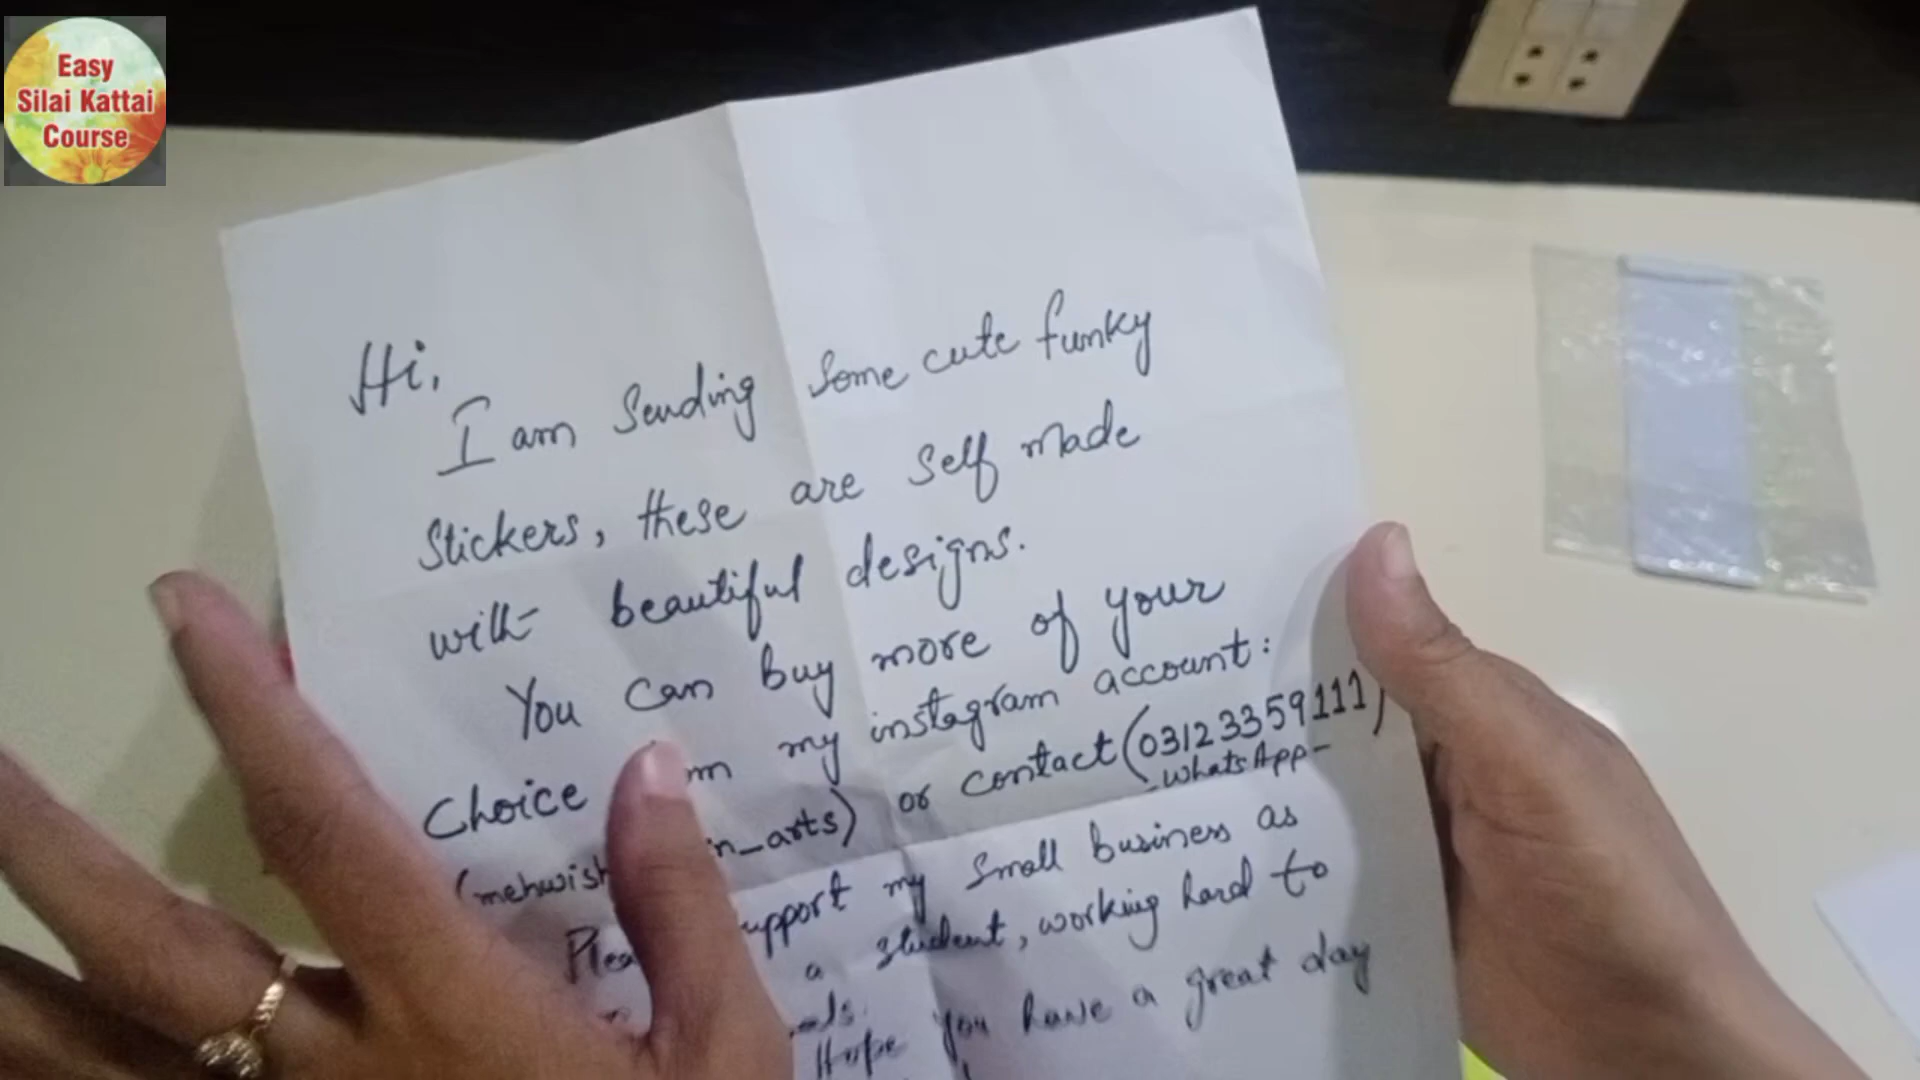 Easy
Silai Kattai
Course
Hi,
I am Sending some cute funky
stickers, these are self made
with beautiful designs.
You can buy more of your
Choice my instagram account:
or contact (03123359111)
-WhatsApp-
my small business as
a student, working hard to
Hope you have a great day